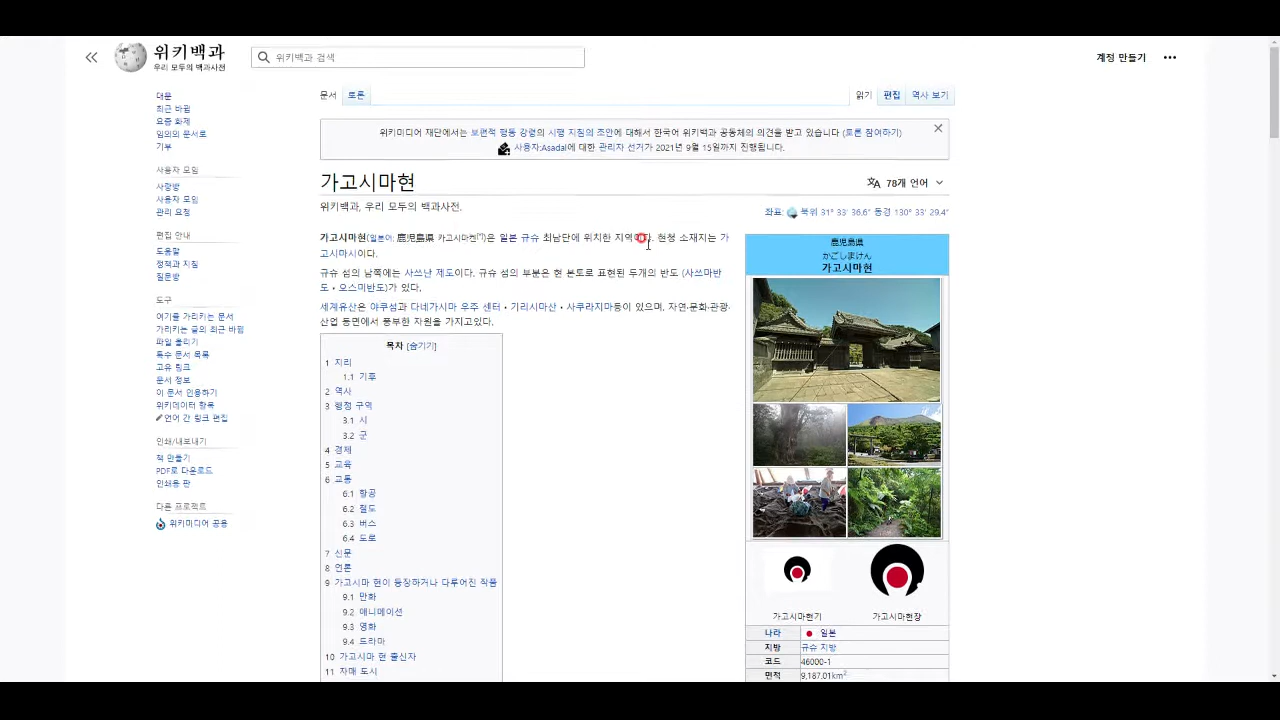 위키백과
우리 모두의 백과사전
위키백과 검색
계정 만들기
대문
최근 바뀜
요즘 화제
임의의 문서로
기부
사용자 모임
사랑방
사용자 모임
관리 요청
편집 안내
도움말
정책과 지침
질문방
도구
여기를 가리키는 문서
가리키는 글의 최근 바뀜
파일 올리기
특수 문서 목록
고유 링크
문서 정보
이 문서 인용하기
위키데이터 항목
언어 간 링크 편집
인쇄/내보내기
책 만들기
PDF로 다운로드
인쇄용 판
다른 프로젝트
위키미디어 공용
문서 토론 읽기 편집 역사 보기
위키미디어 재단에서는 보편적 행동 강령의 시행 지침의 초안에 대해서 한국어 위키백과 공동체의 의견을 받고 있습니다 (토론 참여하기)
사용자:Asadal에 대한 관리자 선거가 2021년 9월 15일까지 진행됩니다.
가고시마현
78개 언어
위키백과, 우리 모두의 백과사전.
좌표: 북위 31° 33′ 36.6″ 동경 130° 33′ 29.4″
가고시마현(일본어: 鹿児島県 카고시마켄[*])은 일본 규슈 최남단에 위치한 지역이다. 현청 소재지는 가
고시마시이다.
규슈 섬의 남쪽에는 사쓰난 제도이다. 규슈 섬의 부분은 현 본토로 표현된 두개의 반도 (사쓰마반
도・오스미반도)가 있다.
세계유산은 야쿠섬과 다네가시마 우주 센터・기리시마산・사쿠라지마등이 있으며, 자연·문화·관광·
산업 등면에서 풍부한 자원을 가지고있다.
목차 [숨기기]
1 지리
1.1 기후
2 역사
3 행정 구역
3.1 시
3.2 군
4 경제
5 교육
6 교통
6.1 항공
6.2 철도
6.3 버스
6.4 도로
7 신문
8 언론
9 가고시마 현이 등장하거나 다루어진 작품
9.1 만화
9.2 애니메이션
9.3 영화
9.4 드라마
10 가고시마 현 출신자
11 자매 도시
鹿児島県
かごしまけん
가고시마현
가고시마현기 가고시마현장
나라 일본
지방 규슈 지방
코드 46000-1
면적 9,187.01km²